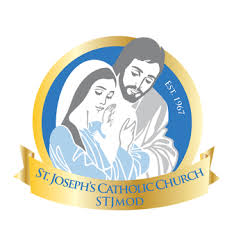 EST. 1967
ST. JOSEPH'S CATHOLIC CHURCH
STJMOD